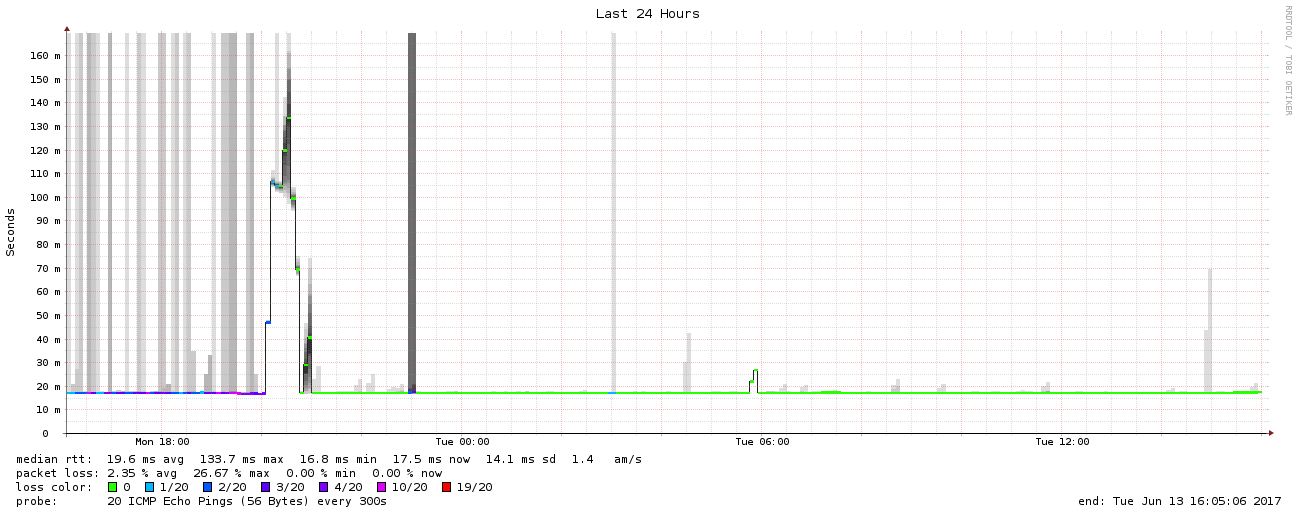 Last 24 Hours
RRDTOOL / TOBI OETIKER
Seconds
160 m
150 m
140 m
130 m
120 m
110 m
100 m
90 m
80 m
70 m
60 m
50 m
40 m
30 m
20 m
10 m
0
Mon 18:00 Tue 00:00 Tue 06:00 Tue 12:00
median rtt: 19.6 ms avg 133.7 ms max 16.8 ms min 17.5 ms now 14.1 ms sd 1.4 am/s
packet loss: 2.35 % avg 26.67 % max 0.00 % min 0.00 % now
loss color: 0 1/20 2/20 3/20 4/20 10/20 19/20
probe: 20 ICMP Echo Pings (56 Bytes) every 300s end: Tue Jun 13 16:05:06 2017